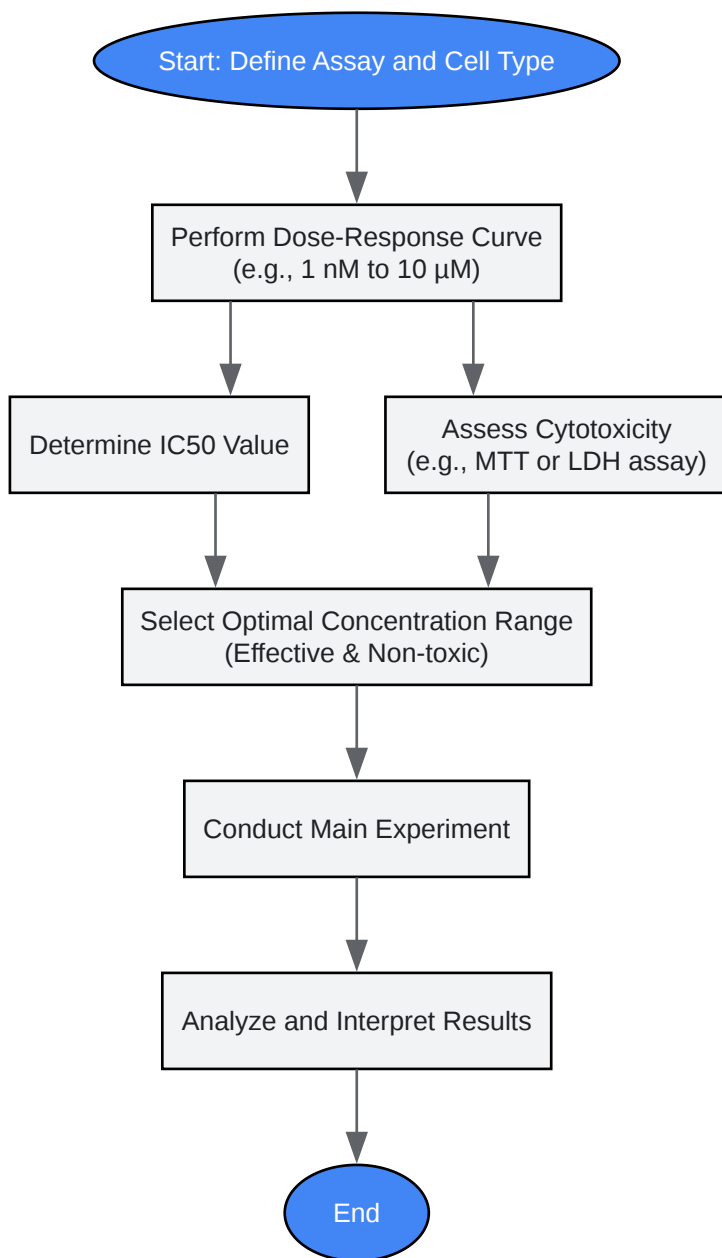 Start: Define Assay and Cell Type
Perform Dose-Response Curve
(e.g., 1 nM to 10 µM)
Determine IC50 Value
Assess Cytotoxicity
(e.g., MTT or LDH assay)
Select Optimal Concentration Range
(Effective & Non-toxic)
Conduct Main Experiment
Analyze and Interpret Results
End